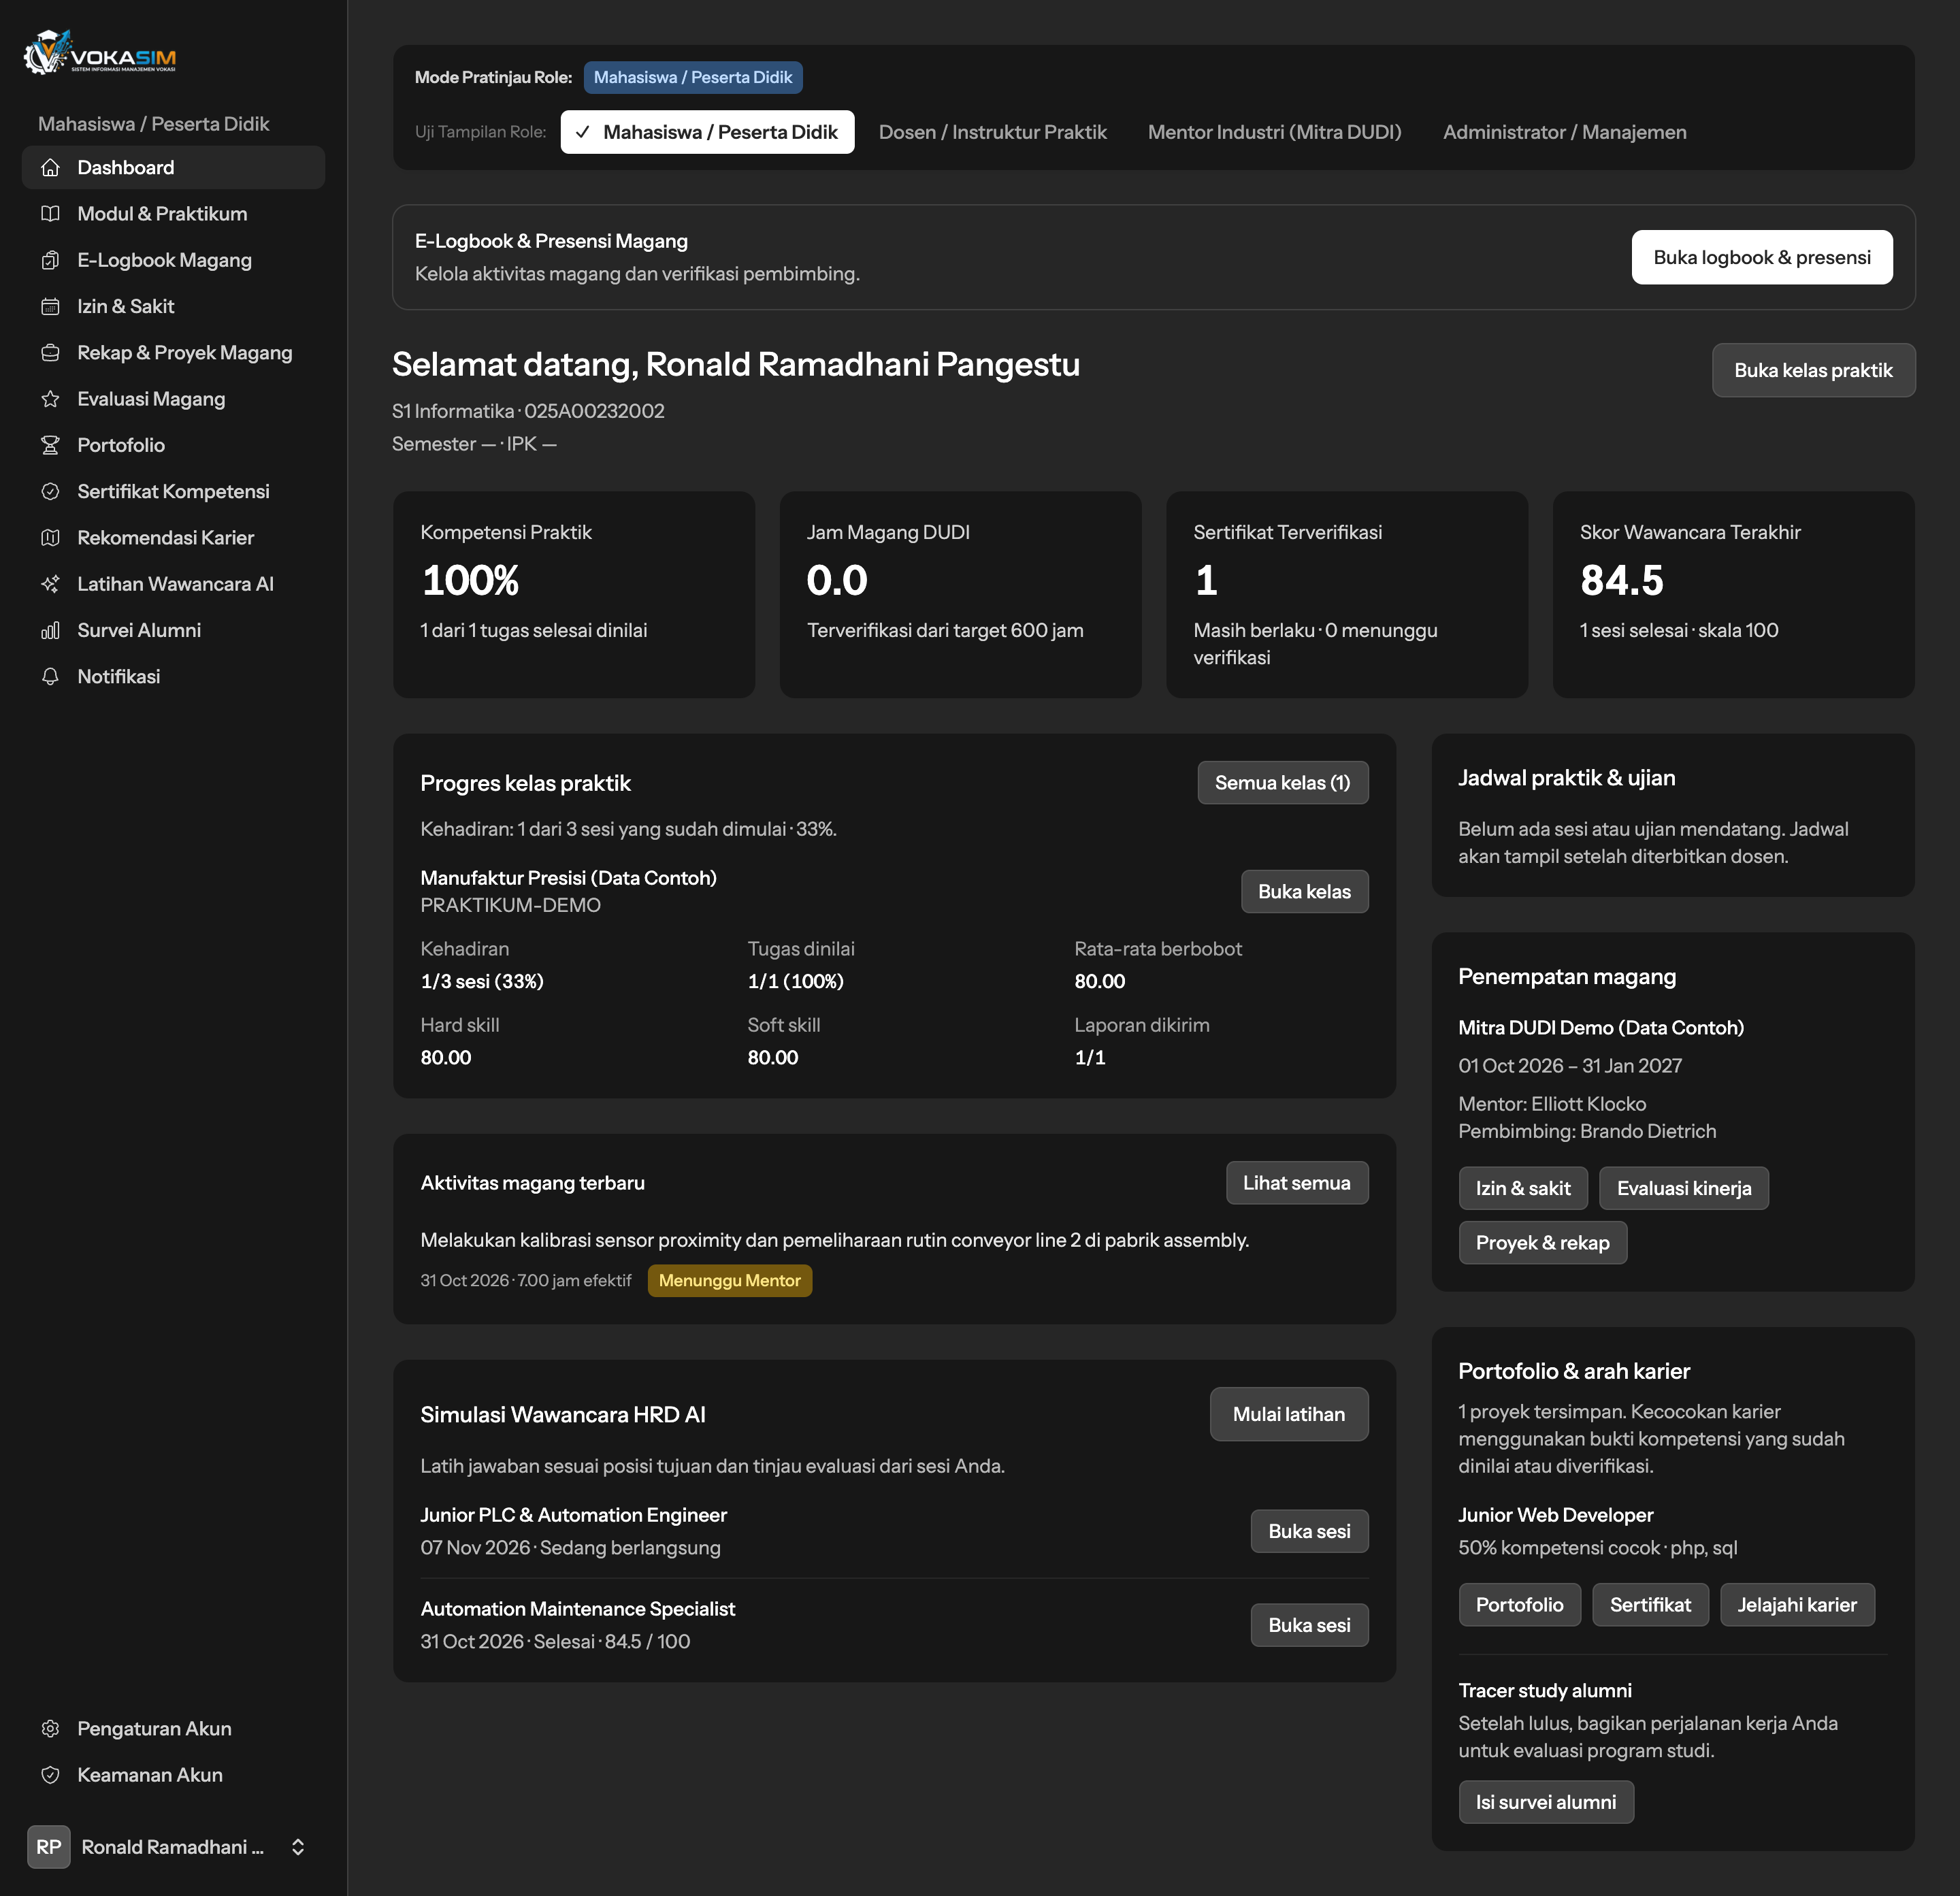 VOKASIM
SISTEM INFORMASI MANAJEMEN VOKASI
Mahasiswa / Peserta Didik
Dashboard
Modul & Praktikum
E-Logbook Magang
Izin & Sakit
Rekap & Proyek Magang
Evaluasi Magang
Portofolio
Sertifikat Kompetensi
Rekomendasi Karier
Latihan Wawancara AI
Survei Alumni
Notifikasi
Pengaturan Akun
Keamanan Akun
RP Ronald Ramadhani ...
Mode Pratinjau Role: Mahasiswa / Peserta Didik
Uji Tampilan Role: Mahasiswa / Peserta Didik Dosen / Instruktur Praktik Mentor Industri (Mitra DUDI) Administrator / Manajemen
E-Logbook & Presensi Magang
Kelola aktivitas magang dan verifikasi pembimbing.
Buka logbook & presensi
Selamat datang, Ronald Ramadhani Pangestu
S1 Informatika · 025A00232002
Semester — · IPK —
Buka kelas praktik
Kompetensi Praktik
100%
1 dari 1 tugas selesai dinilai
Jam Magang DUDI
0.0
Terverifikasi dari target 600 jam
Sertifikat Terverifikasi
1
Masih berlaku · 0 menunggu
verifikasi
Skor Wawancara Terakhir
84.5
1 sesi selesai · skala 100
Progres kelas praktik
Semua kelas (1)
Kehadiran: 1 dari 3 sesi yang sudah dimulai · 33%.
Manufaktur Presisi (Data Contoh)
PRAKTIKUM-DEMO
Buka kelas
Kehadiran
1/3 sesi (33%)
Tugas dinilai
1/1 (100%)
Rata-rata berbobot
80.00
Hard skill
80.00
Soft skill
80.00
Laporan dikirim
1/1
Aktivitas magang terbaru
Lihat semua
Melakukan kalibrasi sensor proximity dan pemeliharaan rutin conveyor line 2 di pabrik assembly.
31 Oct 2026 · 7.00 jam efektif Menunggu Mentor
Simulasi Wawancara HRD AI
Mulai latihan
Latih jawaban sesuai posisi tujuan dan tinjau evaluasi dari sesi Anda.
Junior PLC & Automation Engineer
07 Nov 2026 · Sedang berlangsung
Buka sesi
Automation Maintenance Specialist
31 Oct 2026 · Selesai · 84.5 / 100
Buka sesi
Jadwal praktik & ujian
Belum ada sesi atau ujian mendatang. Jadwal
akan tampil setelah diterbitkan dosen.
Penempatan magang
Mitra DUDI Demo (Data Contoh)
01 Oct 2026 – 31 Jan 2027
Mentor: Elliott Klocko
Pembimbing: Brando Dietrich
Izin & sakit Evaluasi kinerja
Proyek & rekap
Portofolio & arah karier
1 proyek tersimpan. Kecocokan karier
menggunakan bukti kompetensi yang sudah
dinilai atau diverifikasi.
Junior Web Developer
50% kompetensi cocok · php, sql
Portofolio Sertifikat Jelajahi karier
Tracer study alumni
Setelah lulus, bagikan perjalanan kerja Anda
untuk evaluasi program studi.
Isi survei alumni